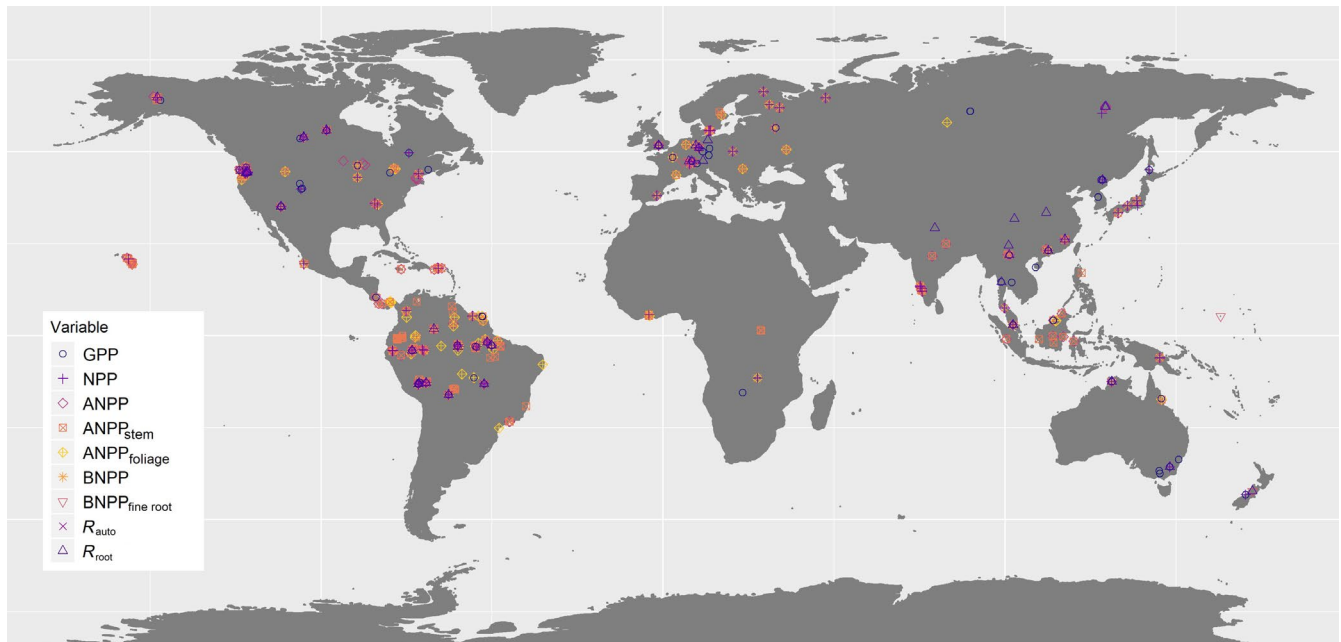 Variable
GPP
NPP
ANPP
ANPPstem
ANPPfoliage
BNPP
BNPPfine root
Rauto
Rroot